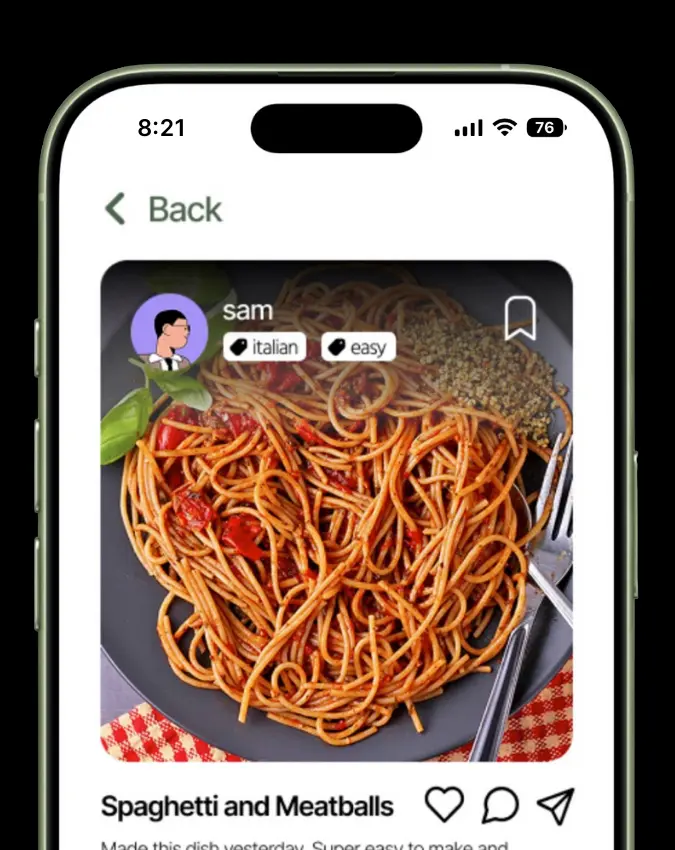 8:21
76
Back
sam
italian
easy
Spaghetti and Meatballs
Made this dish yesterday. Super easy to make and